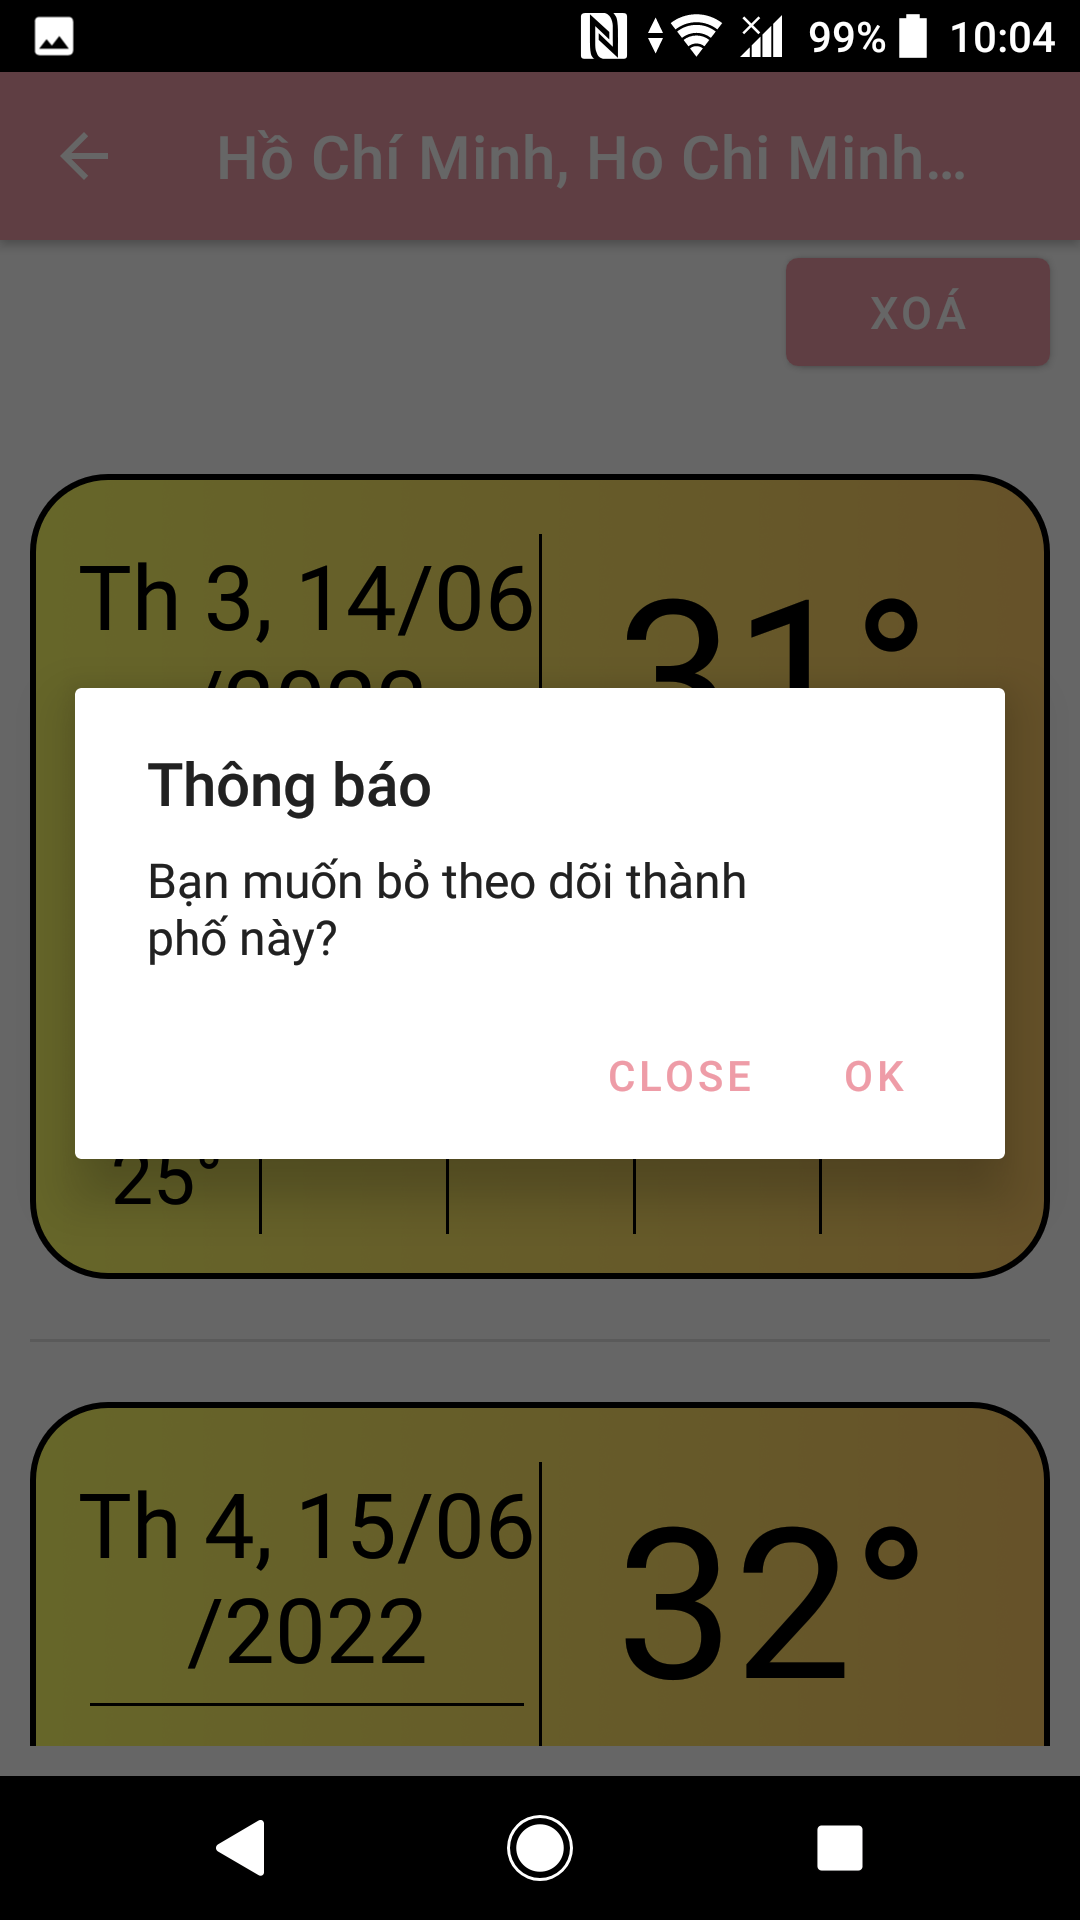 99% 10:04
Hồ Chí Minh, Ho Chi Minh...
XOÁ
Th 3, 14/06
/2022
31°
Thông báo
Bạn muốn bỏ theo dõi thành
phố này?
CLOSE OK
25°
Th 4, 15/06
/2022
32°